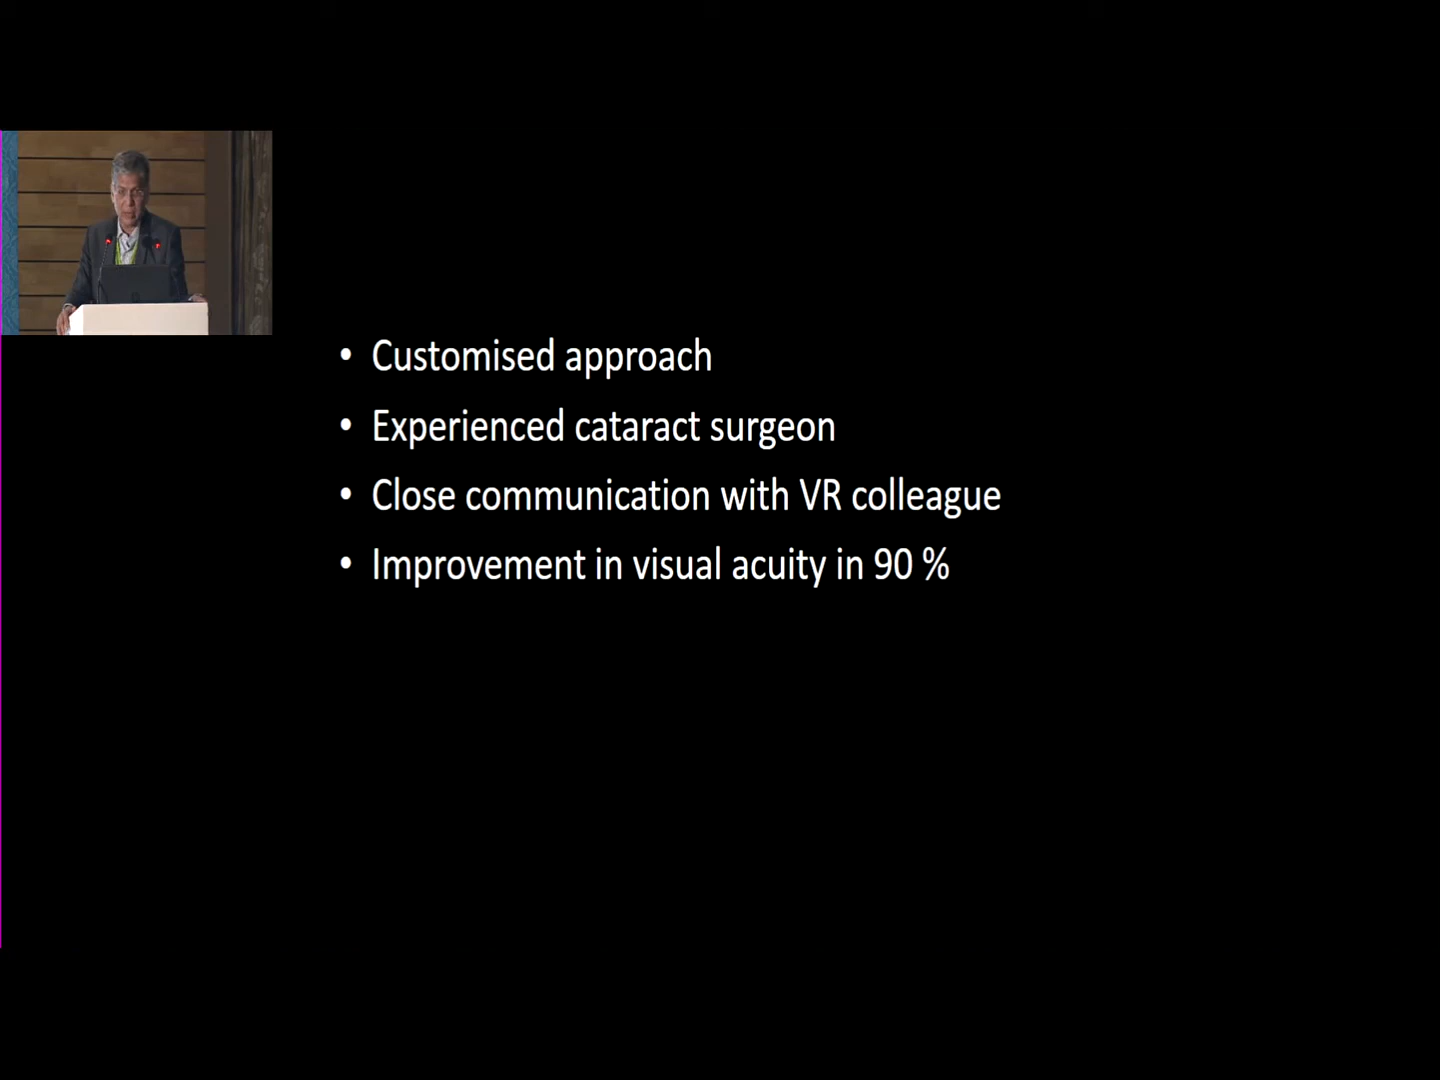 • Customised approach
• Experienced cataract surgeon
• Close communication with VR colleague
• Improvement in visual acuity in 90 %